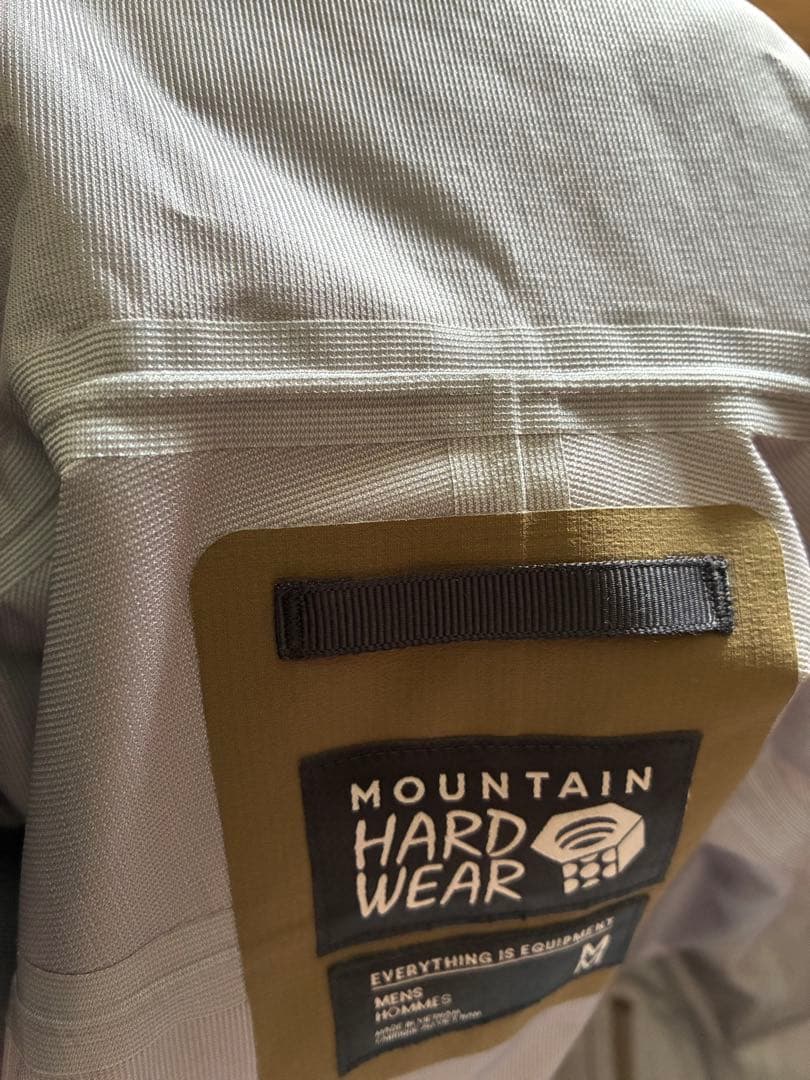 MOUNTAIN
HARD
WEAR
EVERYTHING IS EQUIPMENT
M
MENS
HOMMES